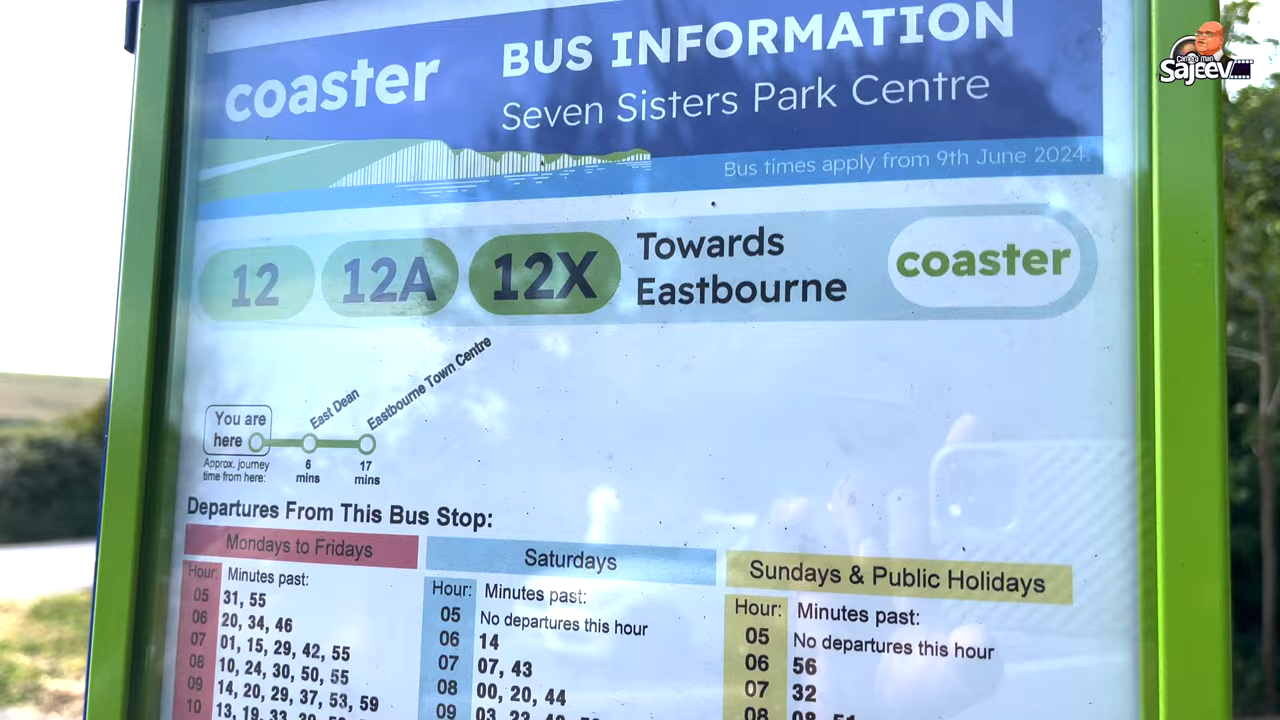 Camera man
Sajeev
coaster
BUS INFORMATION
Seven Sisters Park Centre
Bus times apply from 9th June 2024.
12 12A 12X
Towards
Eastbourne
coaster
You are
here
East Dean
Eastbourne Town Centre
Approx. journey
time from here:
6
mins
17
mins
Departures From This Bus Stop:
Mondays to Fridays
Hour: Minutes past:
05 31, 55
06 20, 34, 46
07 01, 15, 29, 42, 55
08 10, 24, 30, 50, 55
09 14, 20, 29, 37, 53, 59
10 13, 19, 33,
Saturdays
Hour: Minutes past:
05 No departures this hour
06 14
07 07, 43
08 00, 20, 44
09 03,
Sundays & Public Holidays
Hour: Minutes past:
05 No departures this hour
06 56
07 32
08